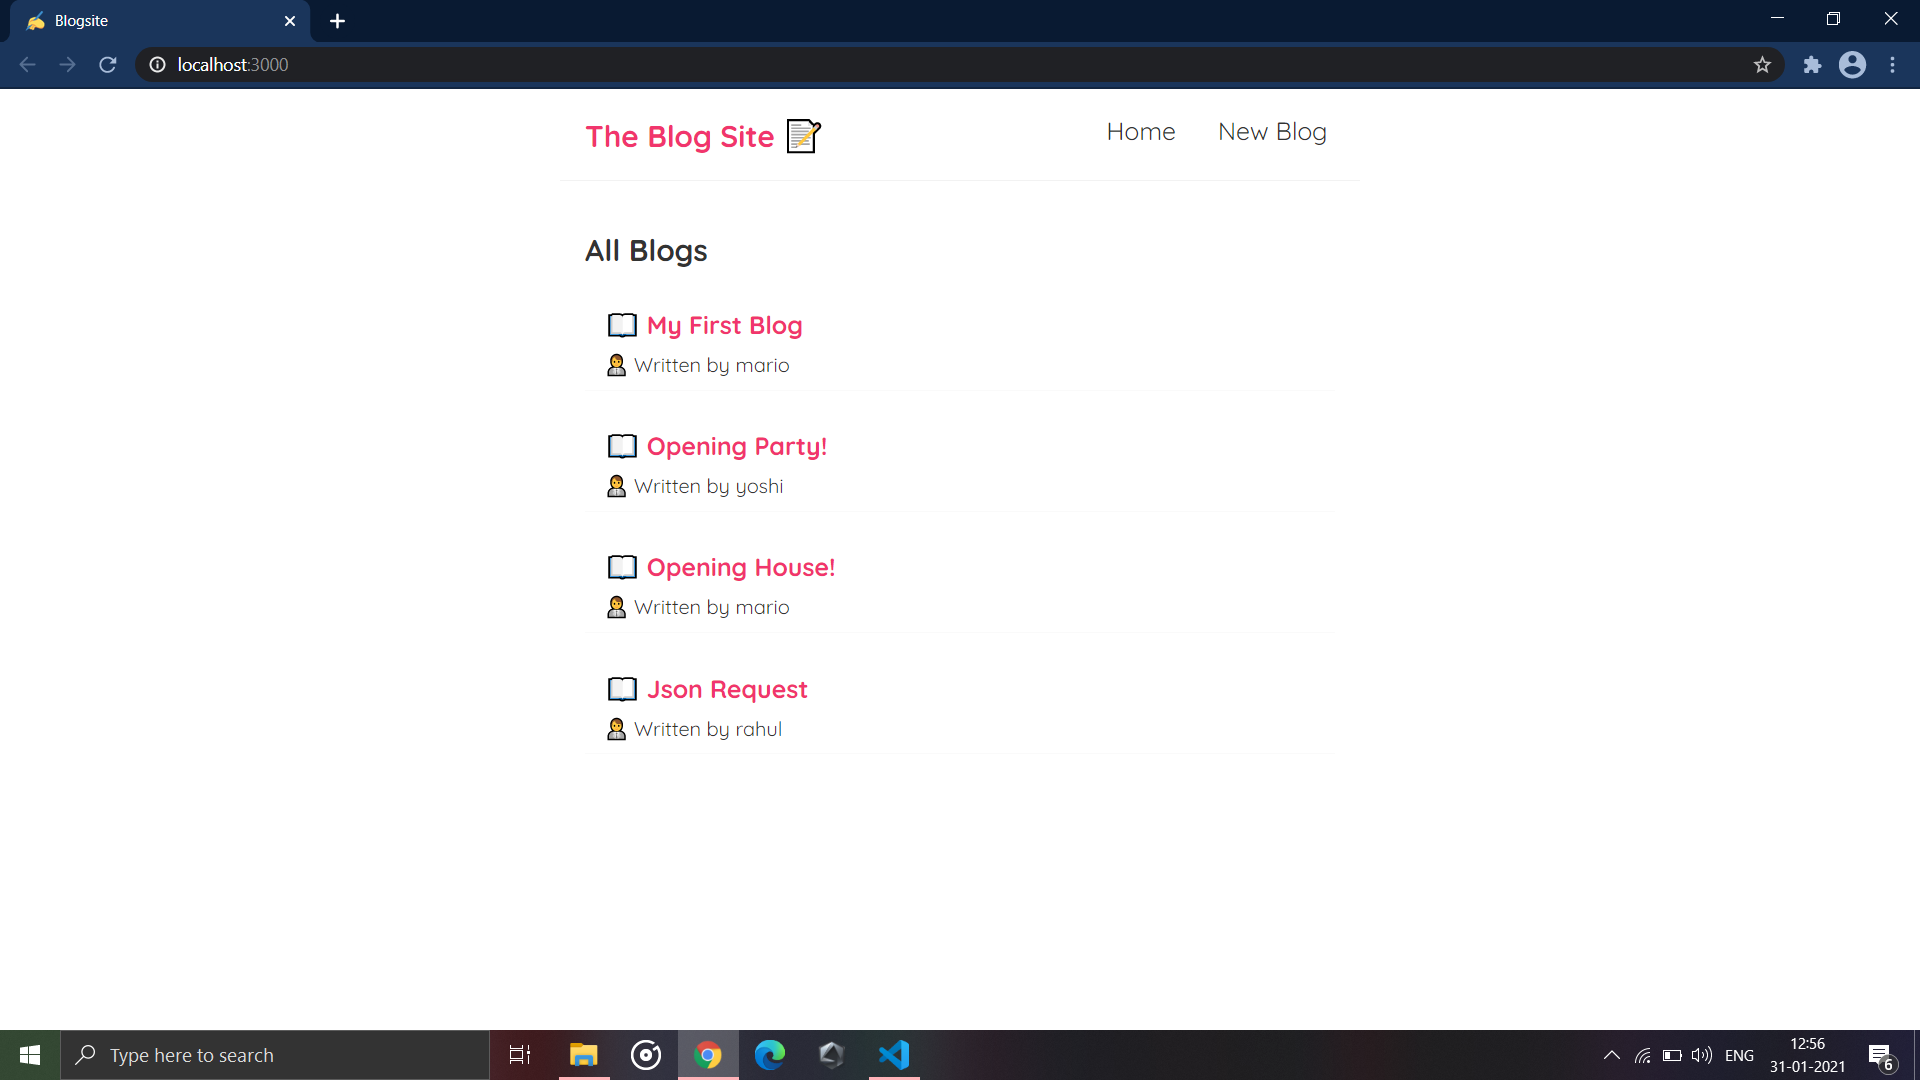 Blogsite
localhost:3000
The Blog Site
Home New Blog
All Blogs
My First Blog
Written by mario
Opening Party!
Written by yoshi
Opening House!
Written by mario
Json Request
Written by rahul
Type here to search
ENG
12:56
31-01-2021
6